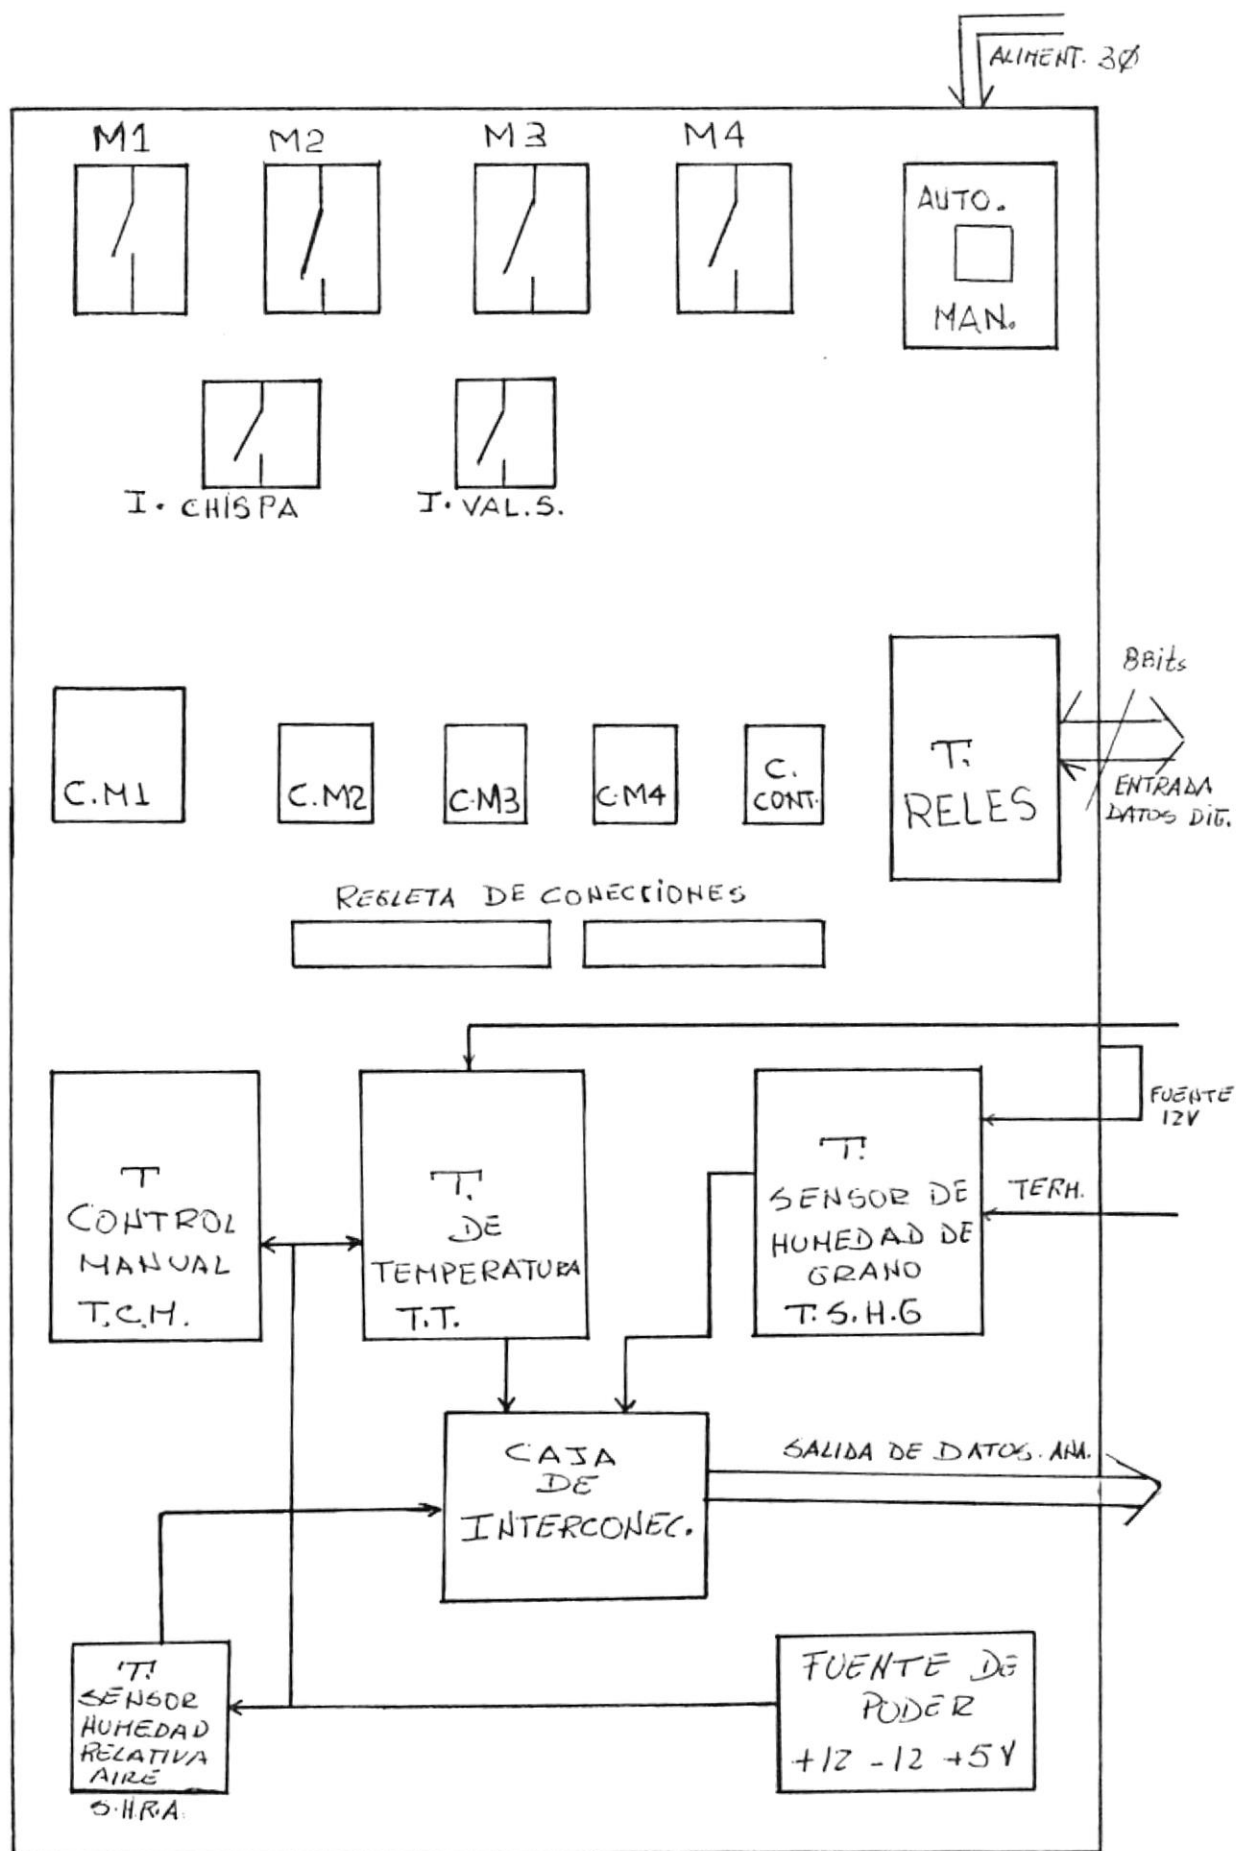 ALIMENT. 3Ø
M1
M2
M3
M4
AUTO.
MAN.
I. CHISPA
I. VAL.S.
8Bits
ENTRADA
DATOS DIG.
C.M1
C.M2
C.M3
C.M4
C.
CONT.
T.
RELES
REGLETA DE CONECCIONES
FUENTE
12V
T
CONTROL
MANUAL
T.C.M.
T.
DE
TEMPERATURA
T.T.
T.
SENSOR DE
HUMEDAD DE
GRANO
T.S.H.G
TERM.
CAJA
DE
INTERCONEC.
SALIDA DE DATOS. ANA.
T.
SENSOR
HUMEDAD
RELATIVA
AIRE
S.H.R.A.
FUENTE DE
PODER
+12 -12 +5V